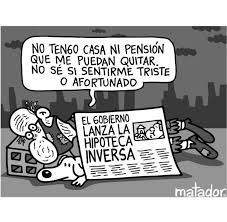 NO TENGO CASA NI PENSIÓN
QUE ME PUEDAN QUITAR.
NO SÉ SI SENTIRME TRISTE
O AFORTUNADO
EL GOBIERNO
LANZA LA
HIPOTECA
INVERSA
matador